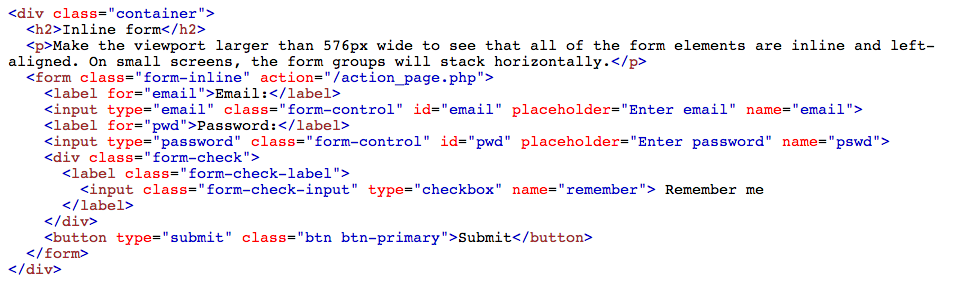 <div class="container">
  <h2>Inline form</h2>
  <p>Make the viewport larger than 576px wide to see that all of the form elements are inline and left-
aligned. On small screens, the form groups will stack horizontally.</p>
  <form class="form-inline" action="/action_page.php">
    <label for="email">Email:</label>
    <input type="email" class="form-control" id="email" placeholder="Enter email" name="email">
    <label for="pwd">Password:</label>
    <input type="password" class="form-control" id="pwd" placeholder="Enter password" name="pswd">
    <div class="form-check">
      <label class="form-check-label">
        <input class="form-check-input" type="checkbox" name="remember"> Remember me
      </label>
    </div>
    <button type="submit" class="btn btn-primary">Submit</button>
  </form>
</div>